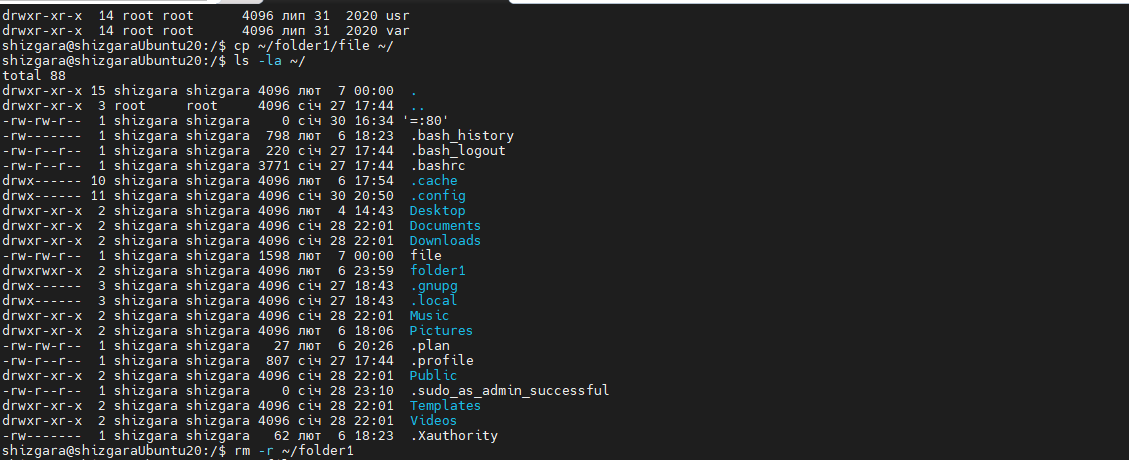 drwxr-xr-x  14 root root      4096 лип 31  2020 usr
drwxr-xr-x  14 root root      4096 лип 31  2020 var
shizgara@shizgaraUbuntu20:/$ cp ~/folder1/file ~/
shizgara@shizgaraUbuntu20:/$ ls -la ~/
total 88
drwxr-xr-x 15 shizgara shizgara 4096 лют  7 00:00  .
drwxr-xr-x  3 root     root     4096 січ 27 17:44  ..
-rw-rw-r--  1 shizgara shizgara    0 січ 30 16:34 '=:80'
-rw-------  1 shizgara shizgara  798 лют  6 18:23  .bash_history
-rw-r--r--  1 shizgara shizgara  220 січ 27 17:44  .bash_logout
-rw-r--r--  1 shizgara shizgara 3771 січ 27 17:44  .bashrc
drwx------ 10 shizgara shizgara 4096 лют  6 17:54  .cache
drwx------ 11 shizgara shizgara 4096 січ 30 20:50  .config
drwxr-xr-x  2 shizgara shizgara 4096 лют  4 14:43  Desktop
drwxr-xr-x  2 shizgara shizgara 4096 січ 28 22:01  Documents
drwxr-xr-x  2 shizgara shizgara 4096 січ 28 22:01  Downloads
-rw-rw-r--  1 shizgara shizgara 1598 лют  7 00:00  file
drwxrwxr-x  2 shizgara shizgara 4096 лют  6 23:59  folder1
drwx------  3 shizgara shizgara 4096 січ 27 18:43  .gnupg
drwx------  3 shizgara shizgara 4096 січ 27 18:43  .local
drwxr-xr-x  2 shizgara shizgara 4096 січ 28 22:01  Music
drwxr-xr-x  2 shizgara shizgara 4096 лют  6 18:06  Pictures
-rw-rw-r--  1 shizgara shizgara   27 лют  6 20:26  .plan
-rw-r--r--  1 shizgara shizgara  807 січ 27 17:44  .profile
drwxr-xr-x  2 shizgara shizgara 4096 січ 28 22:01  Public
-rw-r--r--  1 shizgara shizgara    0 січ 28 23:10  .sudo_as_admin_successful
drwxr-xr-x  2 shizgara shizgara 4096 січ 28 22:01  Templates
drwxr-xr-x  2 shizgara shizgara 4096 січ 28 22:01  Videos
-rw-------  1 shizgara shizgara   62 лют  6 18:23  .Xauthority
shizgara@shizgaraUbuntu20:/$ rm -r ~/folder1